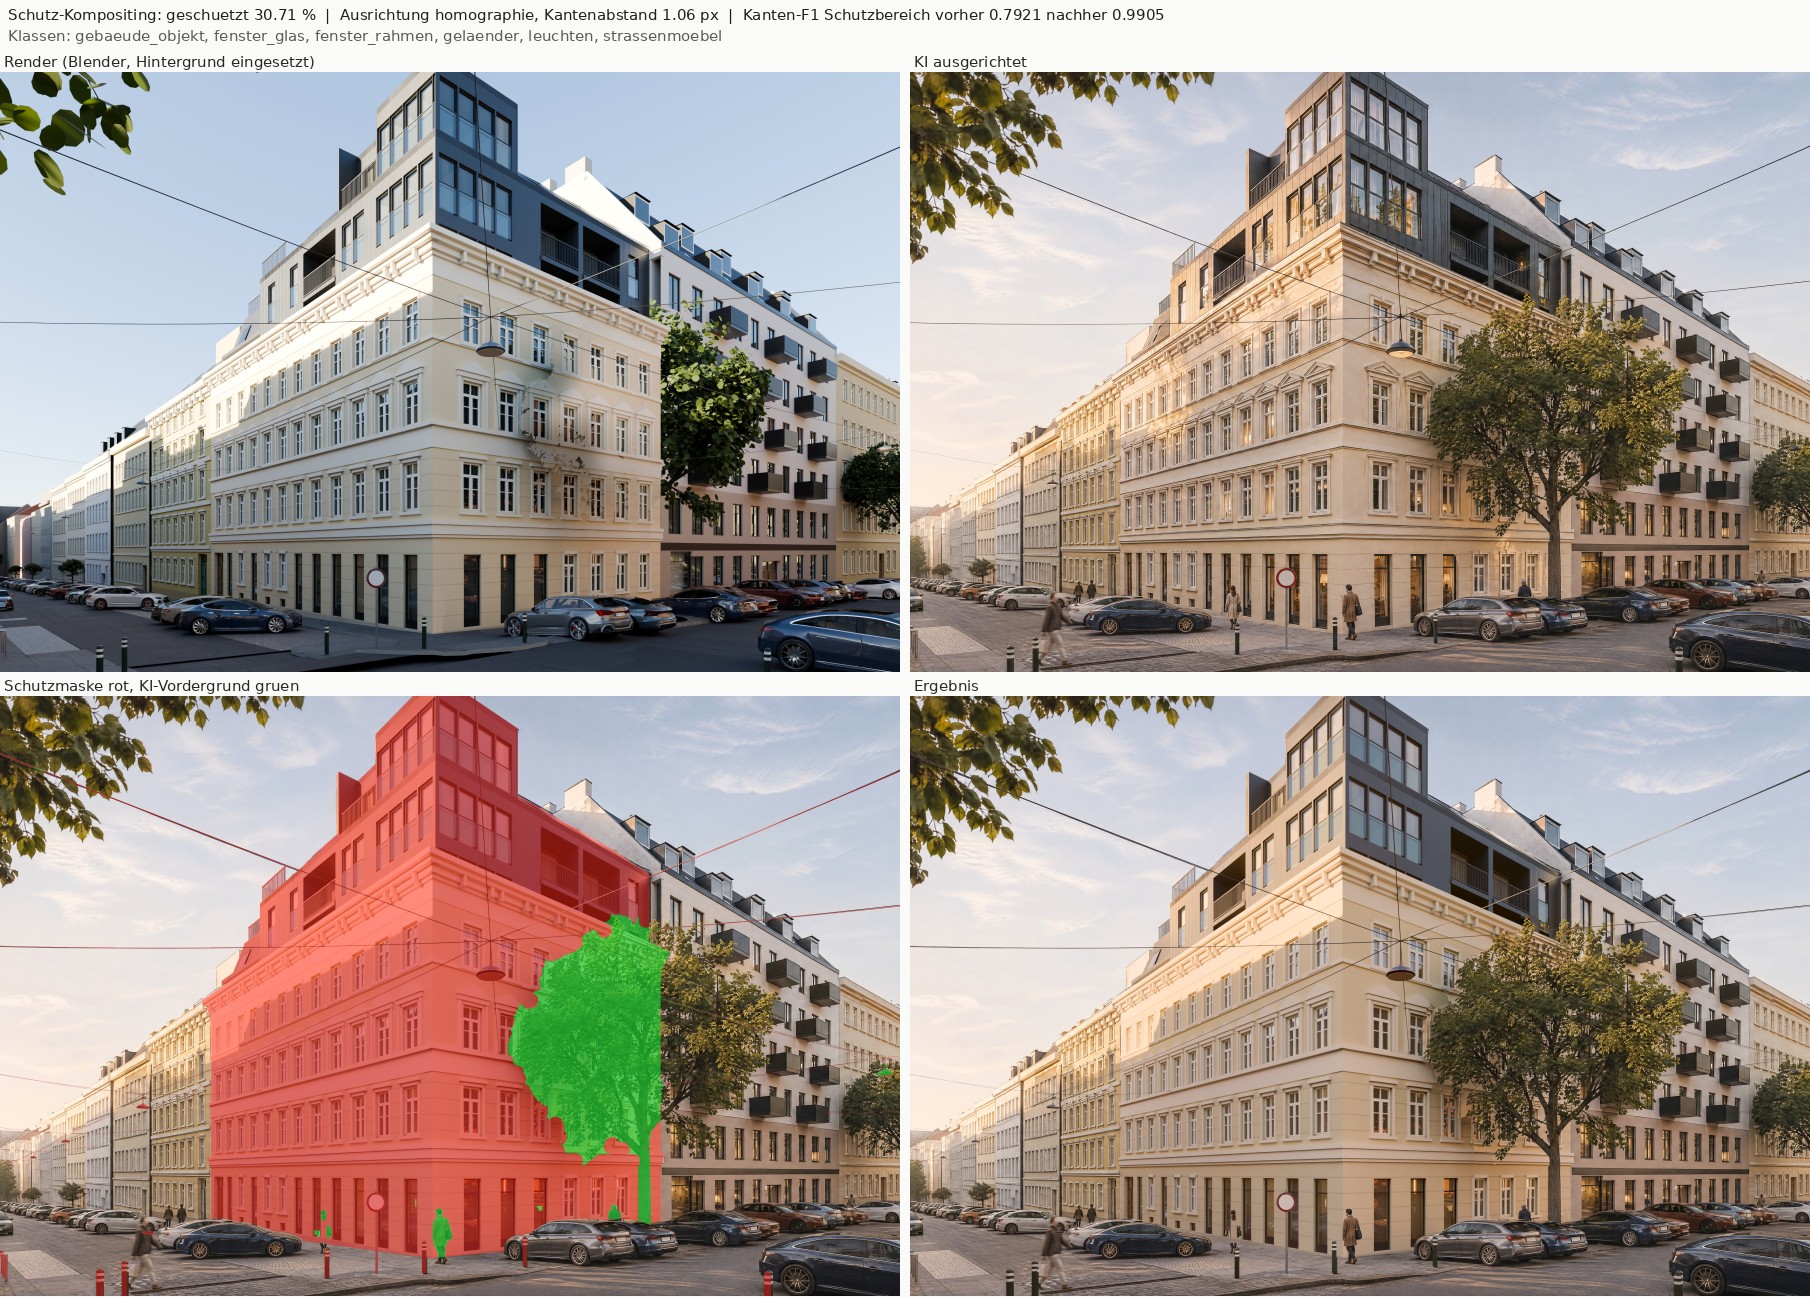 Schutz-Kompositing: geschuetzt 30.71 % | Ausrichtung homographie, Kantenabstand 1.06 px | Kanten-F1 Schutzbereich vorher 0.7921 nachher 0.9905
Klassen: gebaeude_objekt, fenster_glas, fenster_rahmen, gelaender, leuchten, strassenmoebel
Render (Blender, Hintergrund eingesetzt)
KI ausgerichtet
Schutzmaske rot, KI-Vordergrund gruen
Ergebnis